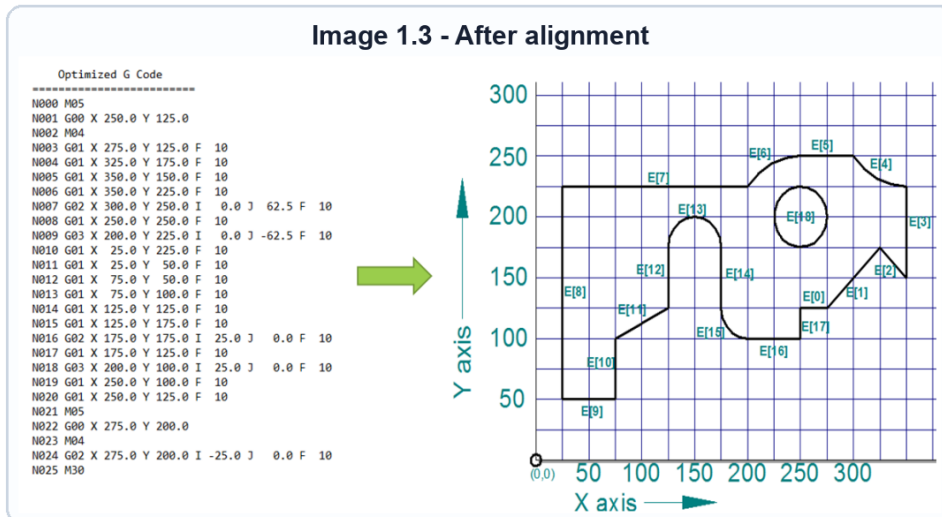 Image 1.3 - After alignment
Optimized G Code
=========================
N000 M05
N001 G00 X 250.0 Y 125.0
N002 M04
N003 G01 X 275.0 Y 125.0 F  10
N004 G01 X 325.0 Y 175.0 F  10
N005 G01 X 350.0 Y 150.0 F  10
N006 G01 X 350.0 Y 225.0 F  10
N007 G02 X 300.0 Y 250.0 I   0.0 J  62.5 F  10
N008 G01 X 250.0 Y 250.0 F  10
N009 G03 X 200.0 Y 225.0 I   0.0 J -62.5 F  10
N010 G01 X  25.0 Y 225.0 F  10
N011 G01 X  25.0 Y  50.0 F  10
N012 G01 X  75.0 Y  50.0 F  10
N013 G01 X  75.0 Y 100.0 F  10
N014 G01 X 125.0 Y 125.0 F  10
N015 G01 X 125.0 Y 175.0 F  10
N016 G02 X 175.0 Y 175.0 I  25.0 J   0.0 F  10
N017 G01 X 175.0 Y 125.0 F  10
N018 G03 X 200.0 Y 100.0 I  25.0 J   0.0 F  10
N019 G01 X 250.0 Y 100.0 F  10
N020 G01 X 250.0 Y 125.0 F  10
N021 M05
N022 G00 X 275.0 Y 200.0
N023 M04
N024 G02 X 275.0 Y 200.0 I -25.0 J   0.0 F  10
N025 M30
300
250
200
150
100
50
Y axis
E[5]
E[6]
E[4]
E[7]
E[13]
E[18]
E[3]
E[12]
E[14]
E[2]
E[8]
E[1]
E[0]
E[11]
E[15]
E[17]
E[16]
E[10]
E[9]
(0,0)
50 100 150 200 250 300
X axis